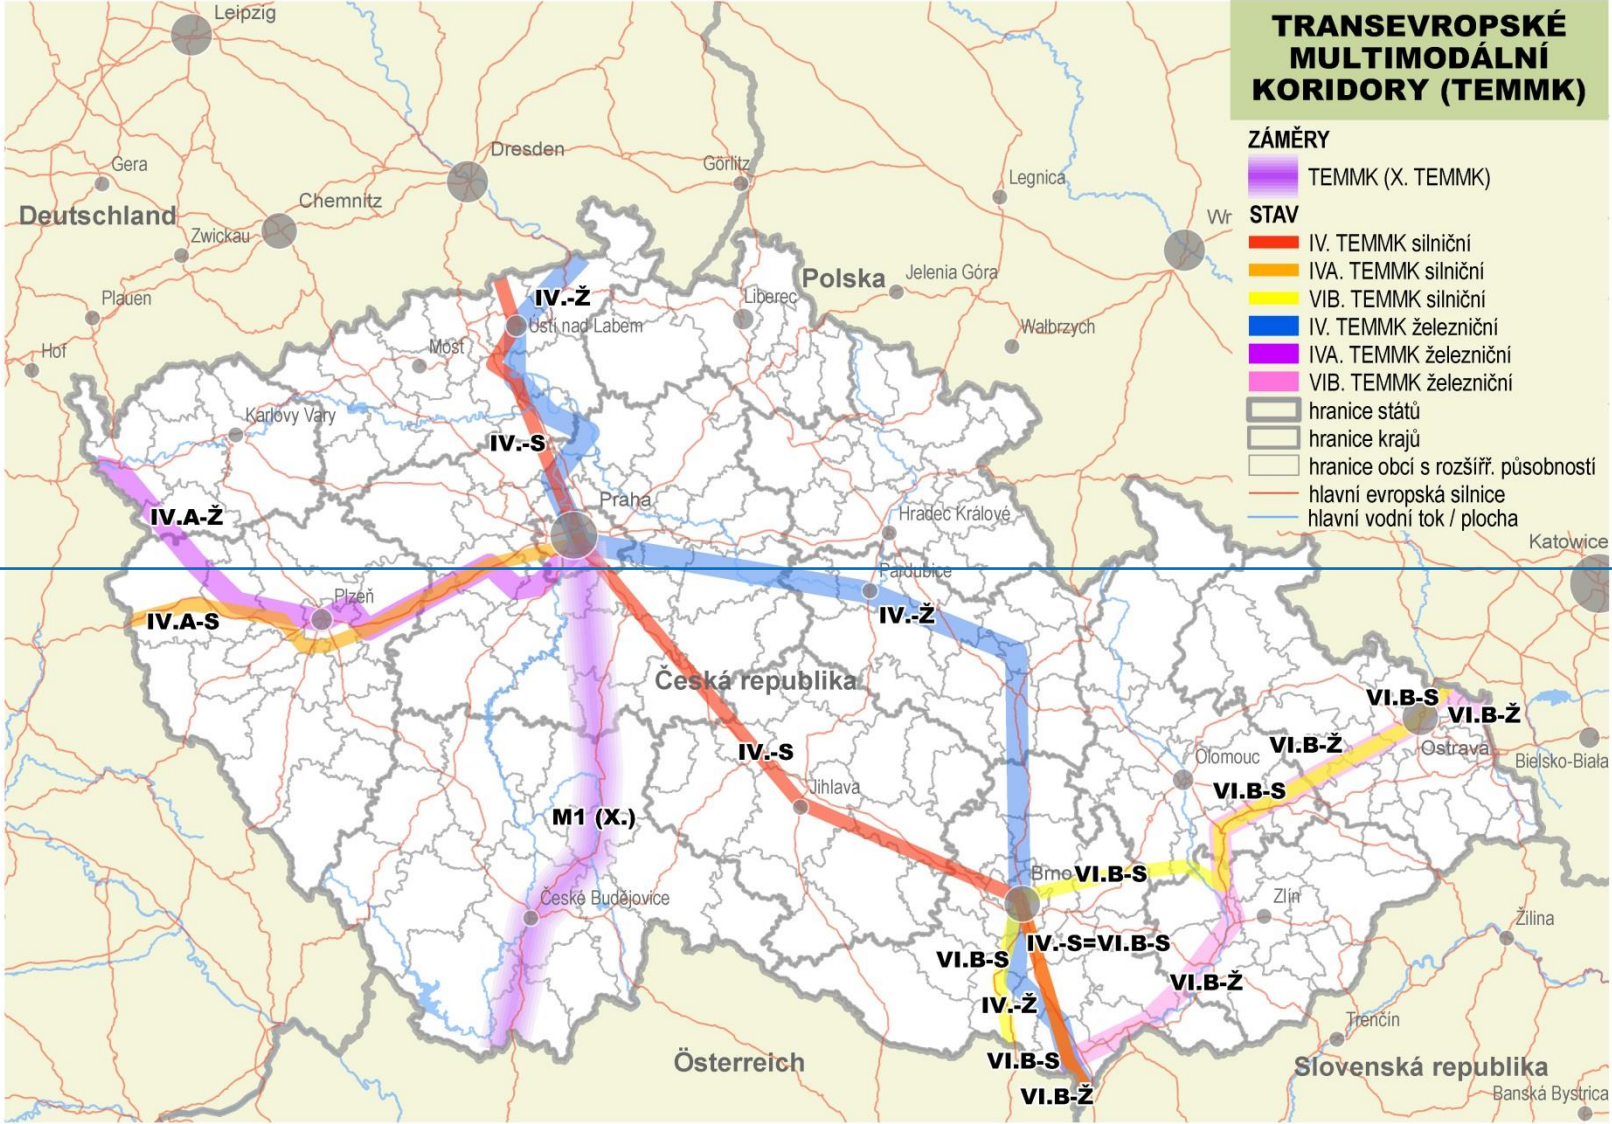 TRANSEVROPSKÉ
MULTIMODÁLNÍ
KORIDORY (TEMMK)
ZÁMĚRY
TEMMK (X. TEMMK)
STAV
IV. TEMMK silniční
IVA. TEMMK silniční
VIB. TEMMK silniční
IV. TEMMK železniční
IVA. TEMMK železniční
VIB. TEMMK železniční
hranice států
hranice krajů
hranice obcí s rozšířř. působností
hlavní evropská silnice
hlavní vodní tok / plocha
Leipzig
Dresden
Görlitz
Gera
Legnica
Chemnitz
Deutschland
Wr
Zwickau
Polska
Jelenia Góra
Plauen
IV.-Ž
Liberec
Ústí nad Labem
Wałbrzych
Most
Hof
Karlovy Vary
IV.-S
Praha
Hradec Králové
IV.A-Ž
Katowice
Pardubice
Plzeň
IV.-Ž
IV.A-S
Česká republika
VI.B-S
VI.B-Ž
VI.B-Ž
Ostrava
IV.-S
Olomouc
Bielsko-Biała
Jihlava
VI.B-S
M1 (X.)
Brno
VI.B-S
České Budějovice
Zlín
Žilina
IV.-S=VI.B-S
VI.B-S
VI.B-Ž
IV.-Ž
Trenčín
Österreich
VI.B-S
Slovenská republika
VI.B-Ž
Banská Bystrica